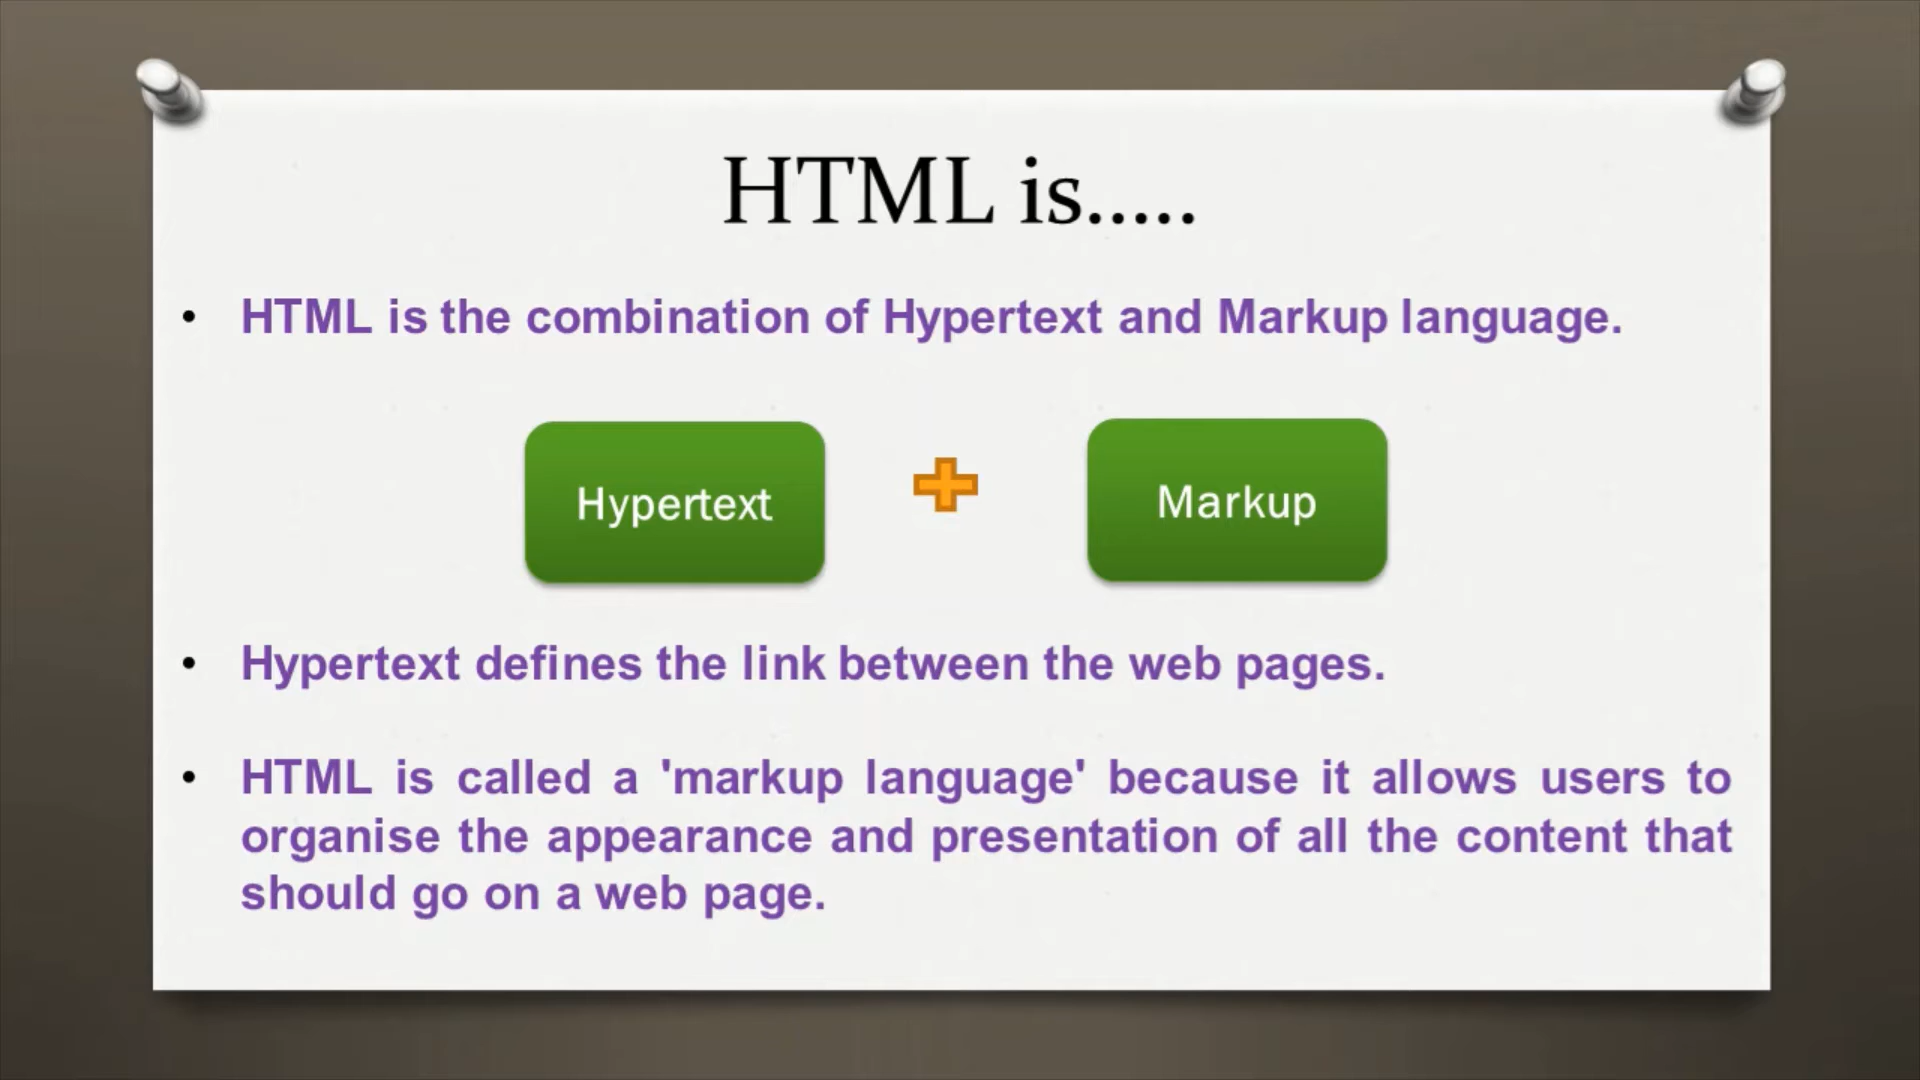 HTML is.....
• HTML is the combination of Hypertext and Markup language.
Hypertext
Markup
• Hypertext defines the link between the web pages.
• HTML is called a 'markup language' because it allows users to
organise the appearance and presentation of all the content that
should go on a web page.